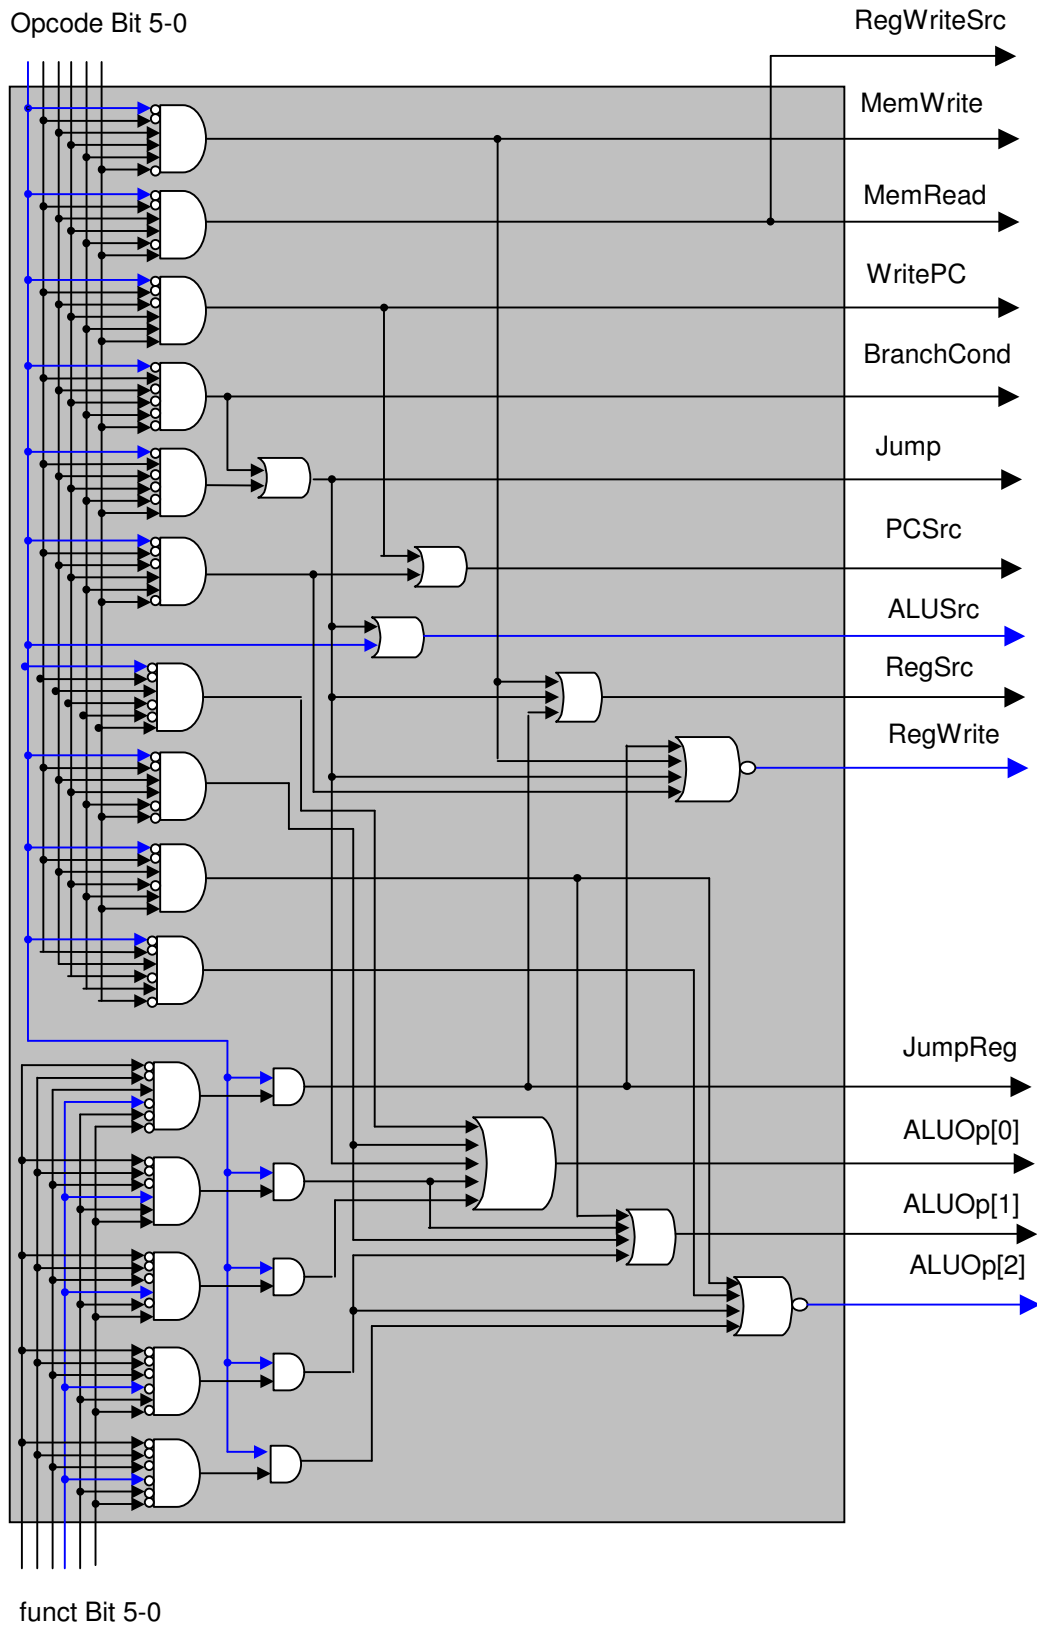 Opcode Bit 5-0
RegWriteSrc
MemWrite
MemRead
WritePC
BranchCond
Jump
PCSrc
ALUSrc
RegSrc
RegWrite
JumpReg
ALUOp[0]
ALUOp[1]
ALUOp[2]
funct Bit 5-0